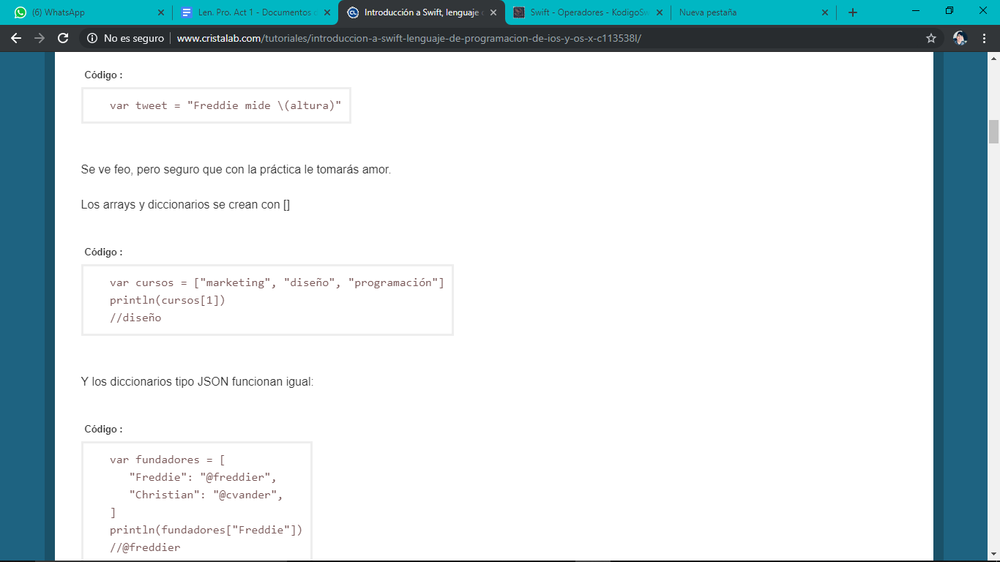 (6) WhatsApp
Len. Pro. Act 1 - Documentos
Introducción a Swift, lenguaje
Swift - Operadores - KodigoSw
Nueva pestaña
No es seguro
www.cristalab.com/tutoriales/introduccion-a-swift-lenguaje-de-programacion-de-ios-y-os-x-c113538l/
Código :
var tweet = "Freddie mide \(altura)"
Se ve feo, pero seguro que con la práctica le tomarás amor.
Los arrays y diccionarios se crean con []
Código :
var cursos = ["marketing", "diseño", "programación"]
println(cursos[1])
//diseño
Y los diccionarios tipo JSON funcionan igual:
Código :
var fundadores = [
"Freddie": "@freddier",
"Christian": "@cvander",
]
println(fundadores["Freddie"])
//@freddier